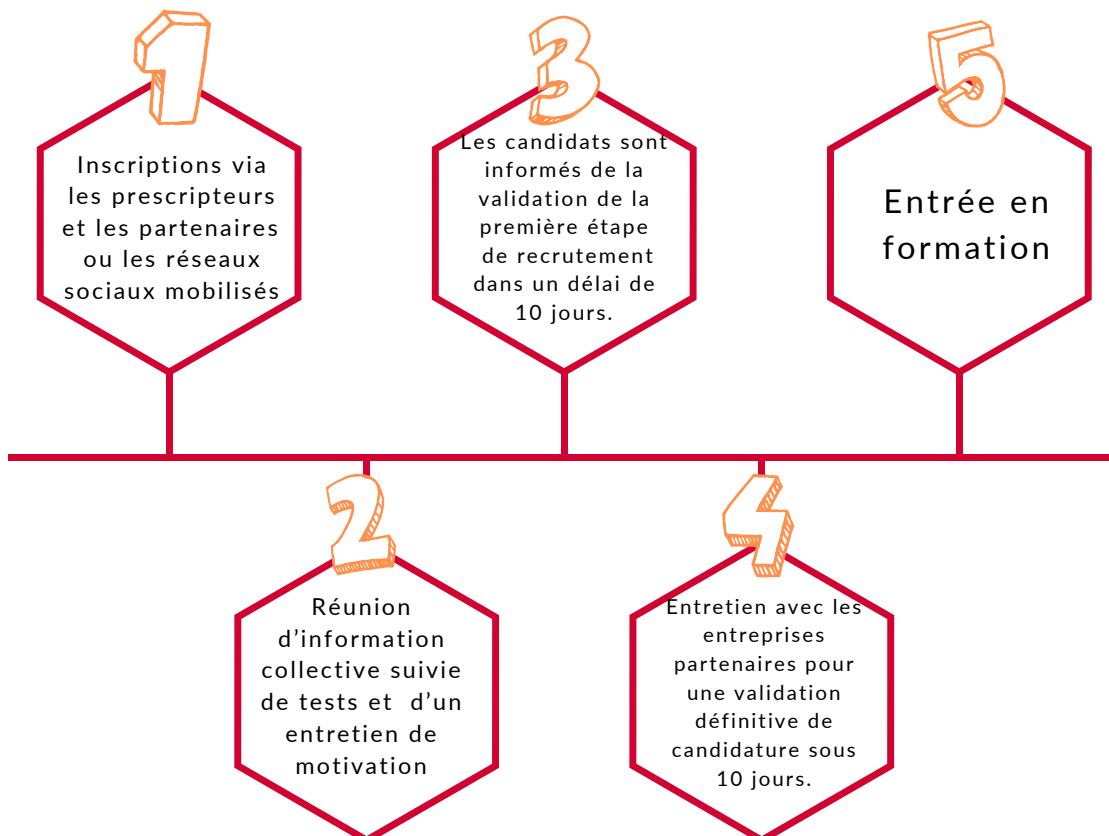 1
Inscriptions via
les prescripteurs
et les partenaires
ou les réseaux
sociaux mobilisés
2
Réunion
d’information
collective suivie
de tests et d’un
entretien de
motivation
3
Les candidats sont
informés de la
validation de la
première étape
de recrutement
dans un délai de
10 jours.
4
Entretien avec les
entreprises
partenaires pour
une validation
définitive de
candidature sous
10 jours.
5
Entrée en
formation